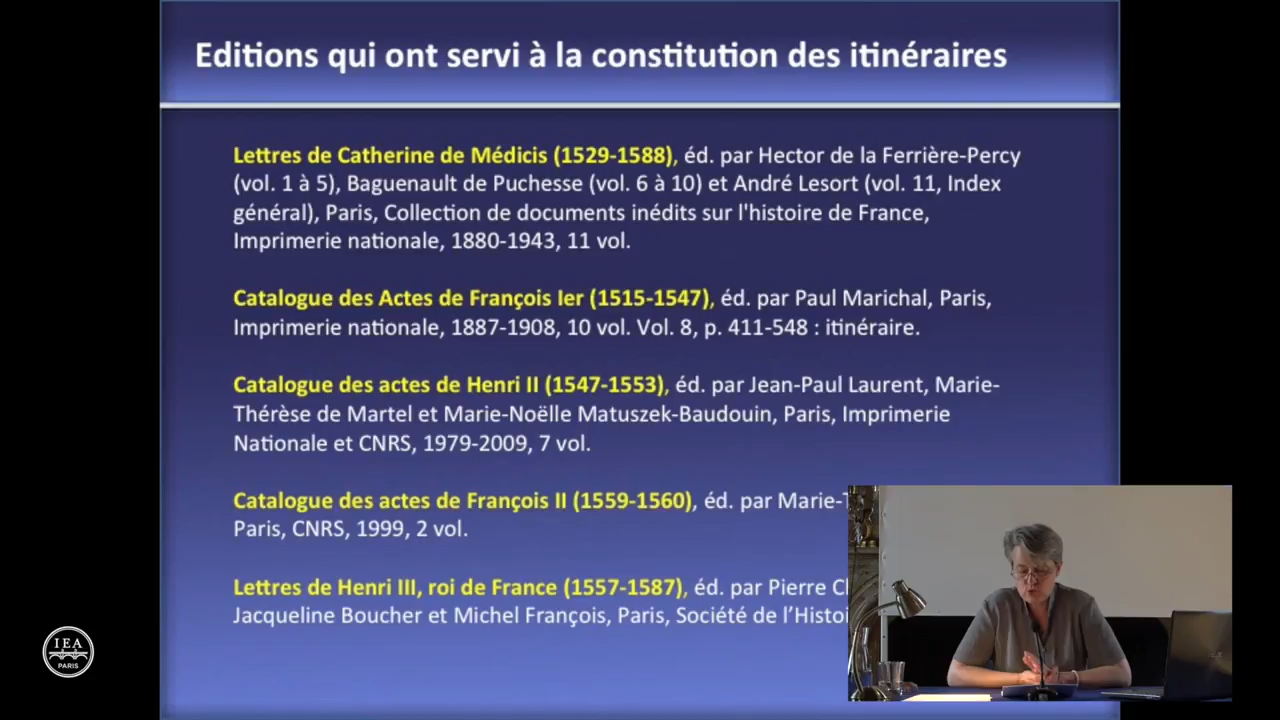 Editions qui ont servi à la constitution des itinéraires
Lettres de Catherine de Médicis (1529-1588), éd. par Hector de la Ferrière-Percy
(vol. 1 à 5), Baguenault de Puchesse (vol. 6 à 10) et André Lesort (vol. 11, Index
général), Paris, Collection de documents inédits sur l'histoire de France,
Imprimerie nationale, 1880-1943, 11 vol.
Catalogue des Actes de François Ier (1515-1547), éd. par Paul Marichal, Paris,
Imprimerie nationale, 1887-1908, 10 vol. Vol. 8, p. 411-548 : itinéraire.
Catalogue des actes de Henri II (1547-1553), éd. par Jean-Paul Laurent, Marie-
Thérèse de Martel et Marie-Noëlle Matuszek-Baudouin, Paris, Imprimerie
Nationale et CNRS, 1979-2009, 7 vol.
Catalogue des actes de François II (1559-1560), éd. par
Paris, CNRS, 1999, 2 vol.
Lettres de Henri III, roi de France (1557-1587), éd. par Pierre
Jacqueline Boucher et Michel François, Paris, Société de
IEA
PARIS